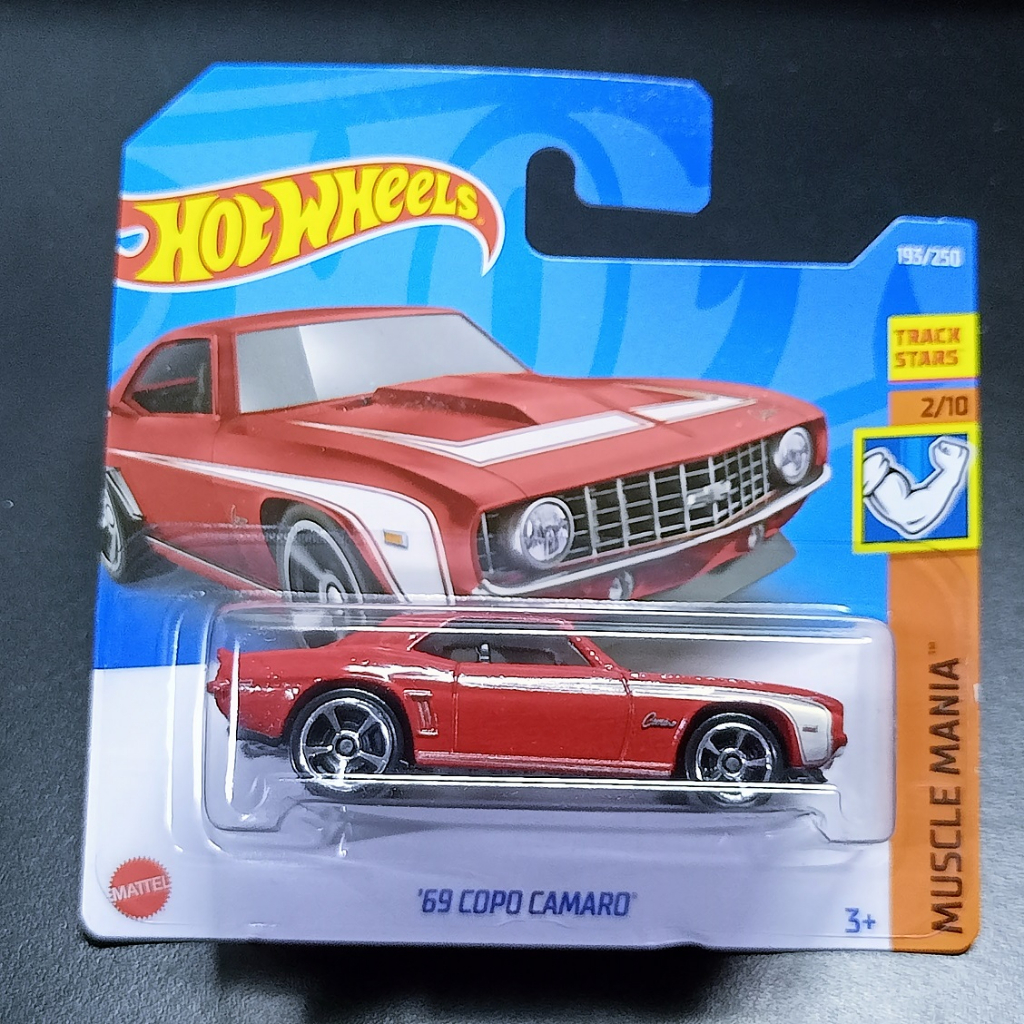 HOT WHEELS
193/250
TRACK
STARS
2/10
MUSCLE MANIA™
Camaro
MATTEL
'69 COPO CAMARO
3+